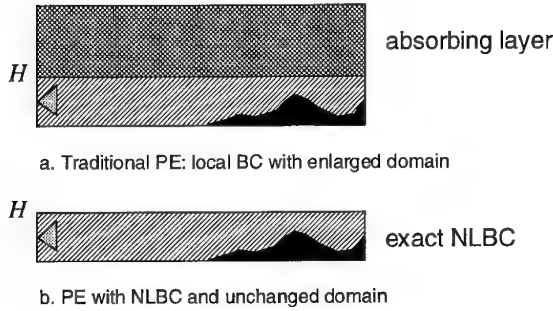 absorbing layer
H
a. Traditional PE: local BC with enlarged domain
H
exact NLBC
b. PE with NLBC and unchanged domain